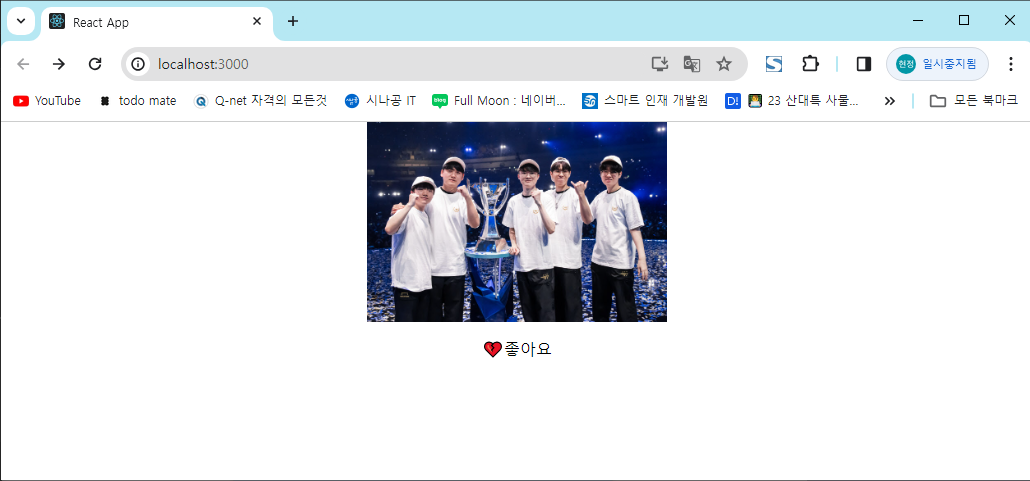 React App
localhost:3000
현정 일시중지됨
YouTube todo mate Q-net 자격의 모든것 시나공 IT Full Moon : 네이버... 스마트 인재 개발원 D! 23 산대특 사물... 모든 북마크
좋아요